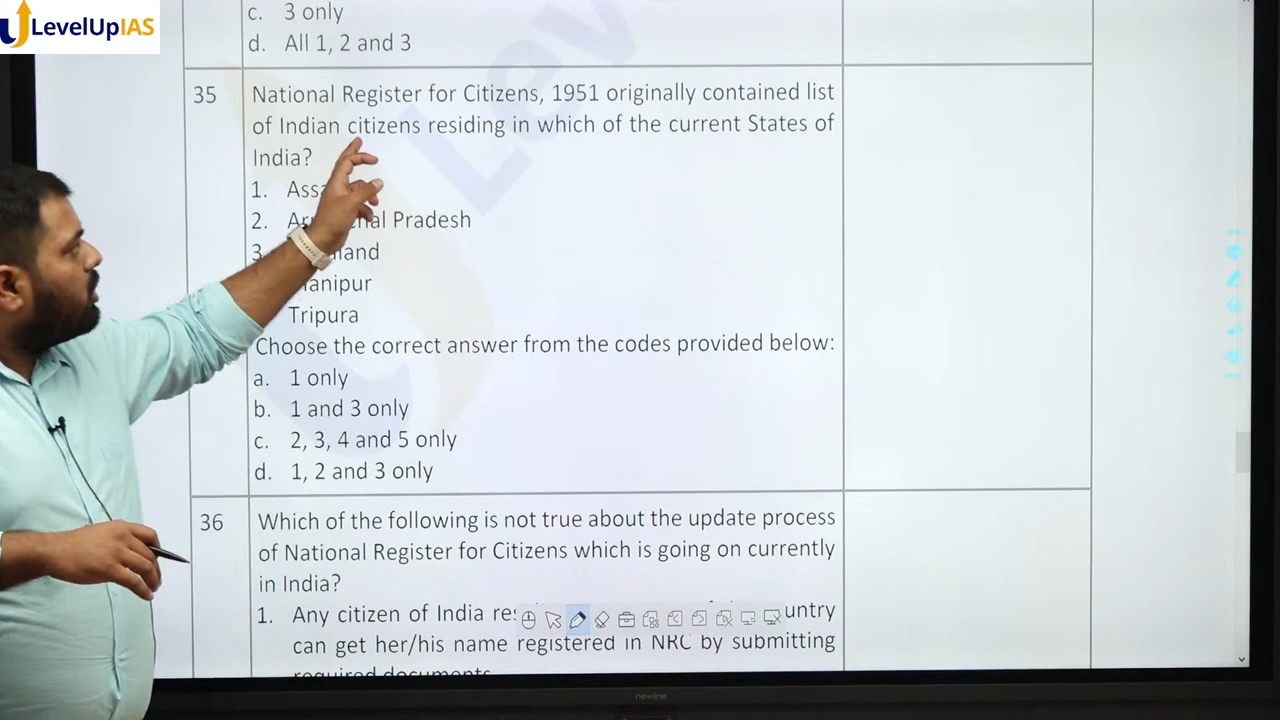 LevelUpIAS
c. 3 only
d. All 1, 2 and 3
35
National Register for Citizens, 1951 originally contained list
of Indian citizens residing in which of the current States of
India?
1.
2. Pradesh
3
Tripura
Choose the correct answer from the codes provided below:
a. 1 only
b. 1 and 3 only
c. 2, 3, 4 and 5 only
d. 1, 2 and 3 only
36
Which of the following is not true about the update process
of National Register for Citizens which is going on currently
in India?
1. Any citizen of India
can get her/his name registered in NRC by submitting
required documents
newline